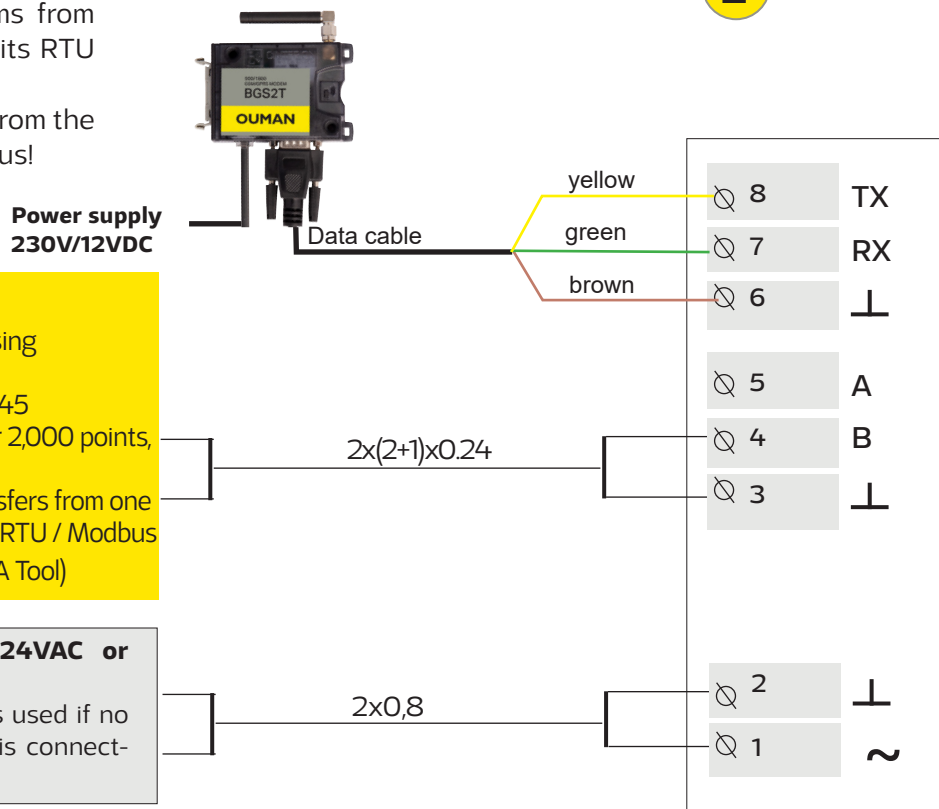 ms from
its RTU
rom the
us!
BGS2T
OUMAN
Power supply
230V/12VDC
Data cable
yellow
green
brown
8 TX
7 RX
6
5 A
4 B
3
sing
45
2,000 points,
sfers from one
RTU / Modbus
A Tool)
2x(2+1)x0.24
24VAC or
s used if no
is connect-
2x0,8
2
1 ~